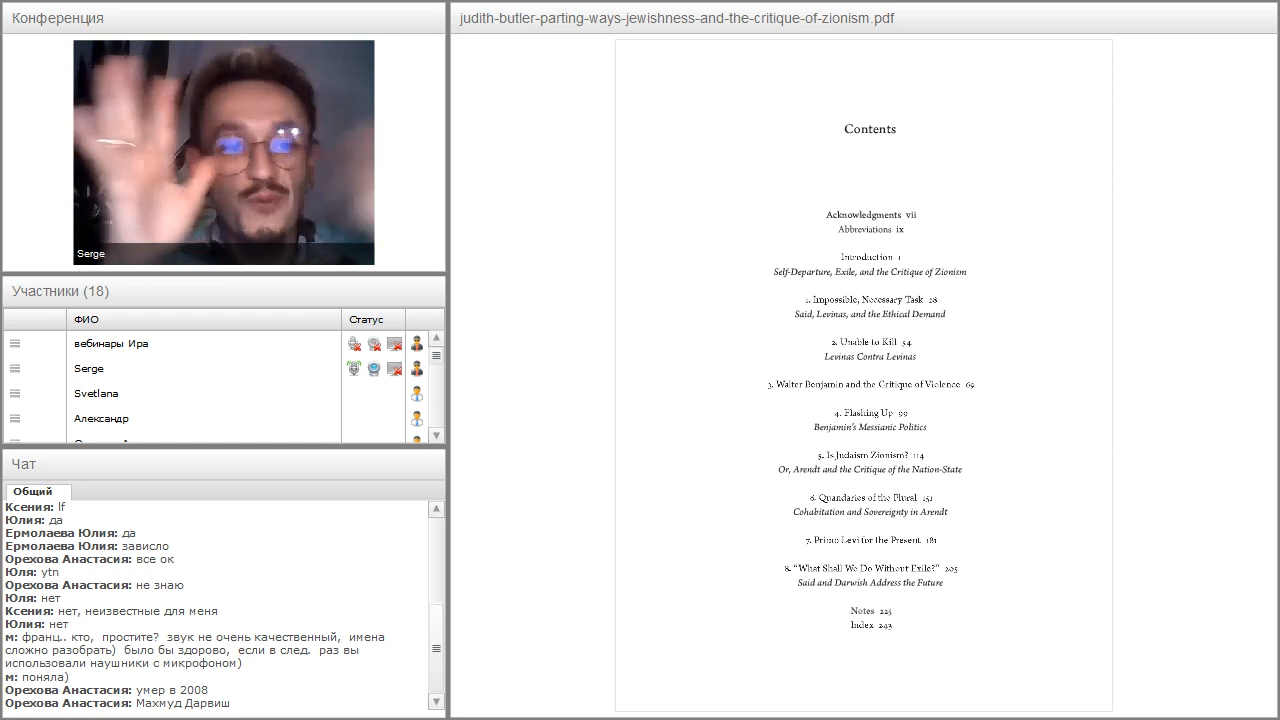 Конференция
Serge
Участники (18)
ФИО
Статус
вебинары Ира
Serge
Svetlana
Александр
Чат
Общий
Ксения: lf
Юлия: да
Ермолаева Юлия: да
Ермолаева Юлия: зависло
Орехова Анастасия: все ок
Юля: ytn
Орехова Анастасия: не знаю
Юля: нет
Ксения: нет, неизвестные для меня
Юлия: нет
м: франц.. кто, простите? звук не очень качественный, имена
сложно разобрать) было бы здорово, если в след. раз вы
использовали наушники с микрофоном)
м: поняла)
Орехова Анастасия: умер в 2008
Орехова Анастасия: Махмуд Дарвиш
judith-butler-parting-ways-jewishness-and-the-critique-of-zionism.pdf
Contents
Acknowledgments vii
Abbreviations ix
Introduction 1
Self-Departure, Exile, and the Critique of Zionism
1. Impossible, Necessary Task 28
Said, Levinas, and the Ethical Demand
2. Unable to Kill 54
Levinas Contra Levinas
3. Walter Benjamin and the Critique of Violence 69
4. Flashing Up 99
Benjamin's Messianic Politics
5. Is Judaism Zionism? 114
Or, Arendt and the Critique of the Nation-State
6. Quandaries of the Plural 151
Cohabitation and Sovereignty in Arendt
7. Primo Levi for the Present 181
8. “What Shall We Do Without Exile?” 205
Said and Darwish Address the Future
Notes 225
Index 243